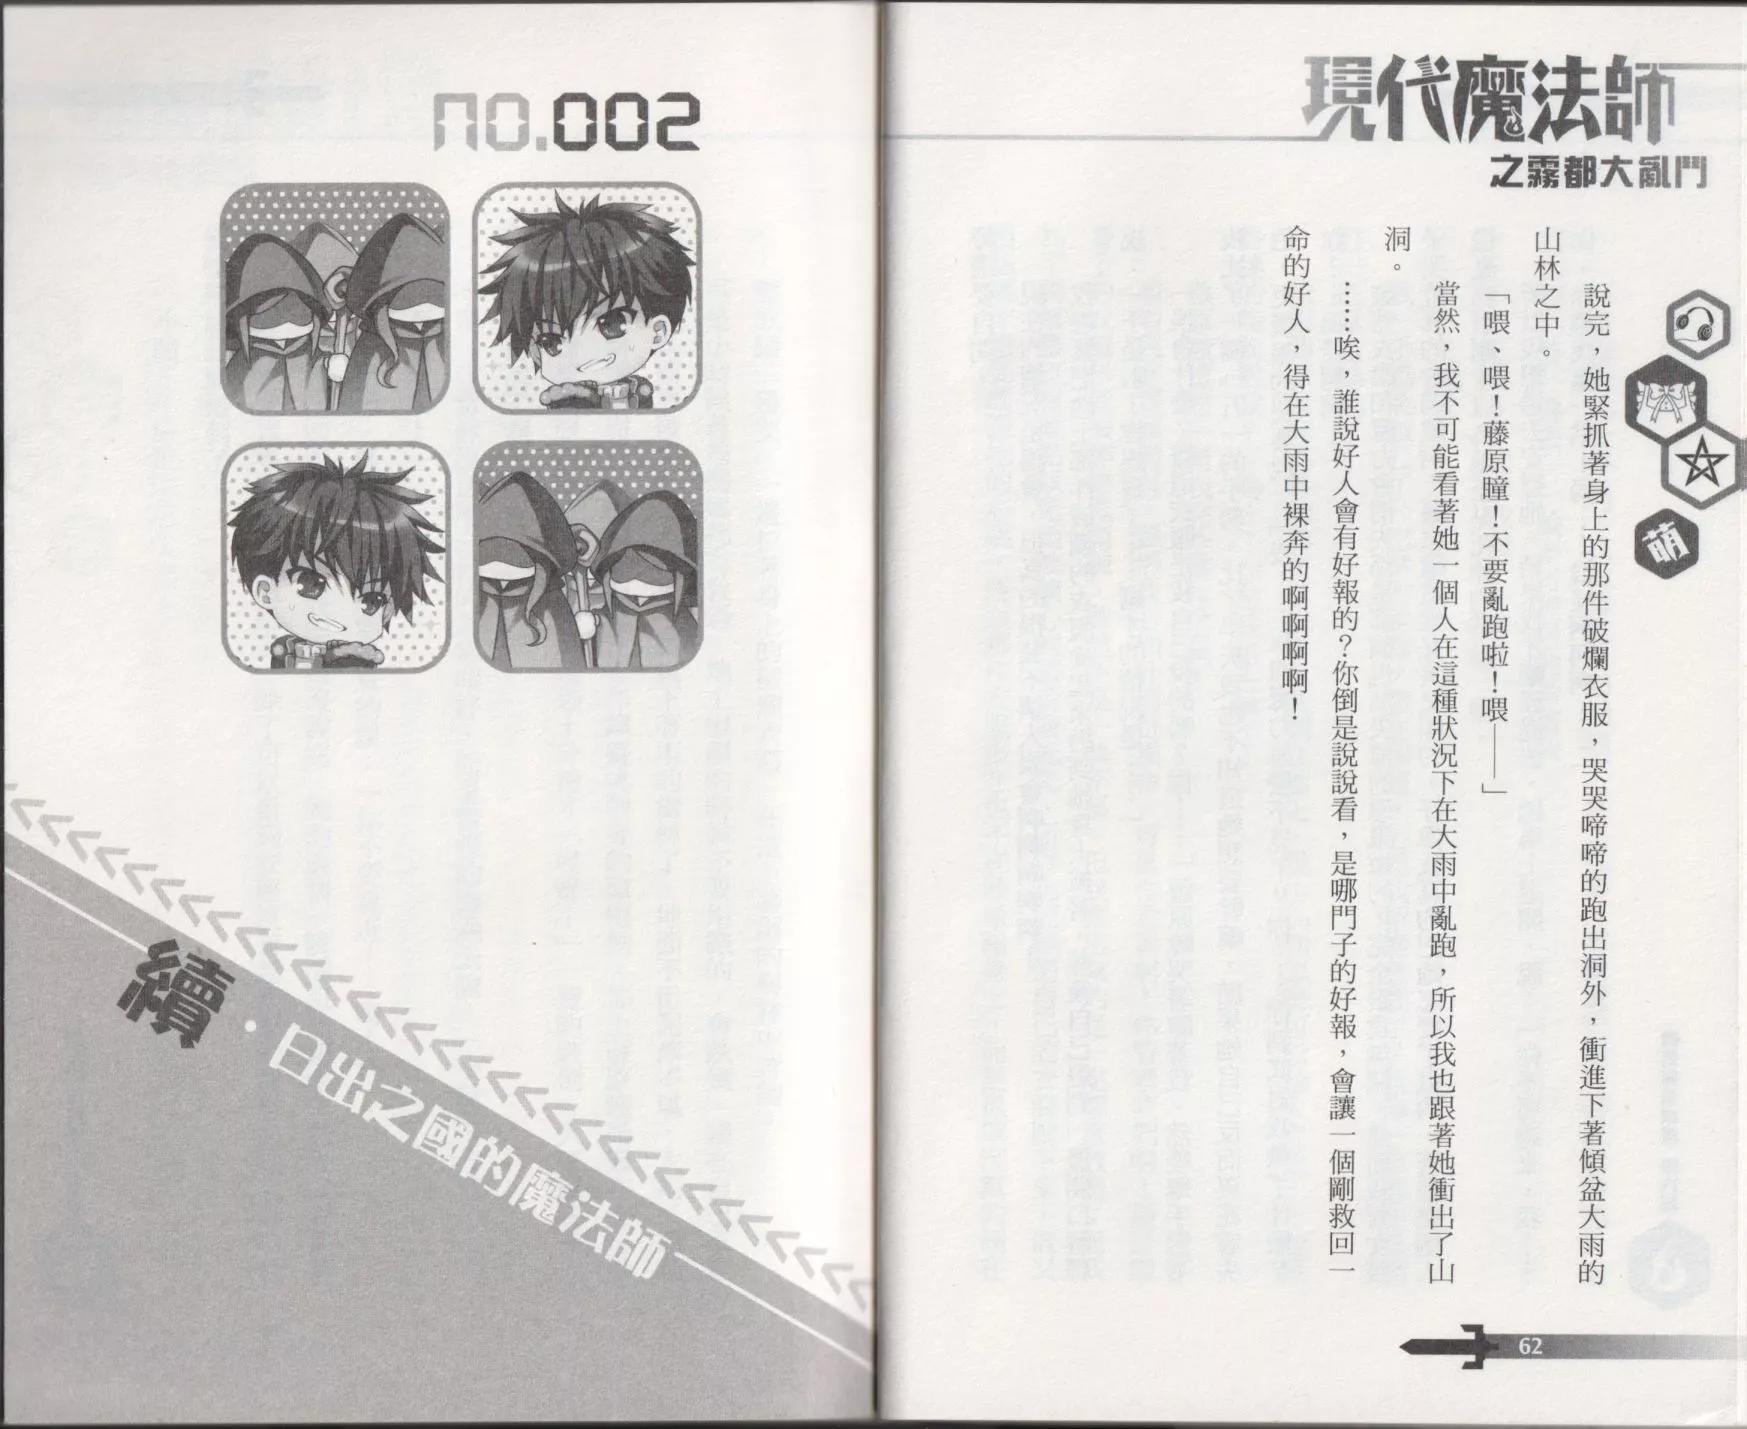 現代魔法師
之霧都大亂鬥
萌
說完，她緊抓著身上的那件破爛衣服，哭哭啼啼的跑出洞外，衝進下著傾盆大雨的
山林之中。
「喂、喂！藤原瞳！不要亂跑啦！喂——」
當然，我不可能看著她一個人在這種狀況下在大雨中亂跑，所以我也跟著她衝出了山
洞。
……唉，誰說好人會有好報的？你倒是說說看，是哪門子的好報，會讓一個剛救回一
命的好人，得在大雨中裸奔的啊啊啊啊！
62
NO.002
續・日出之國的魔法師